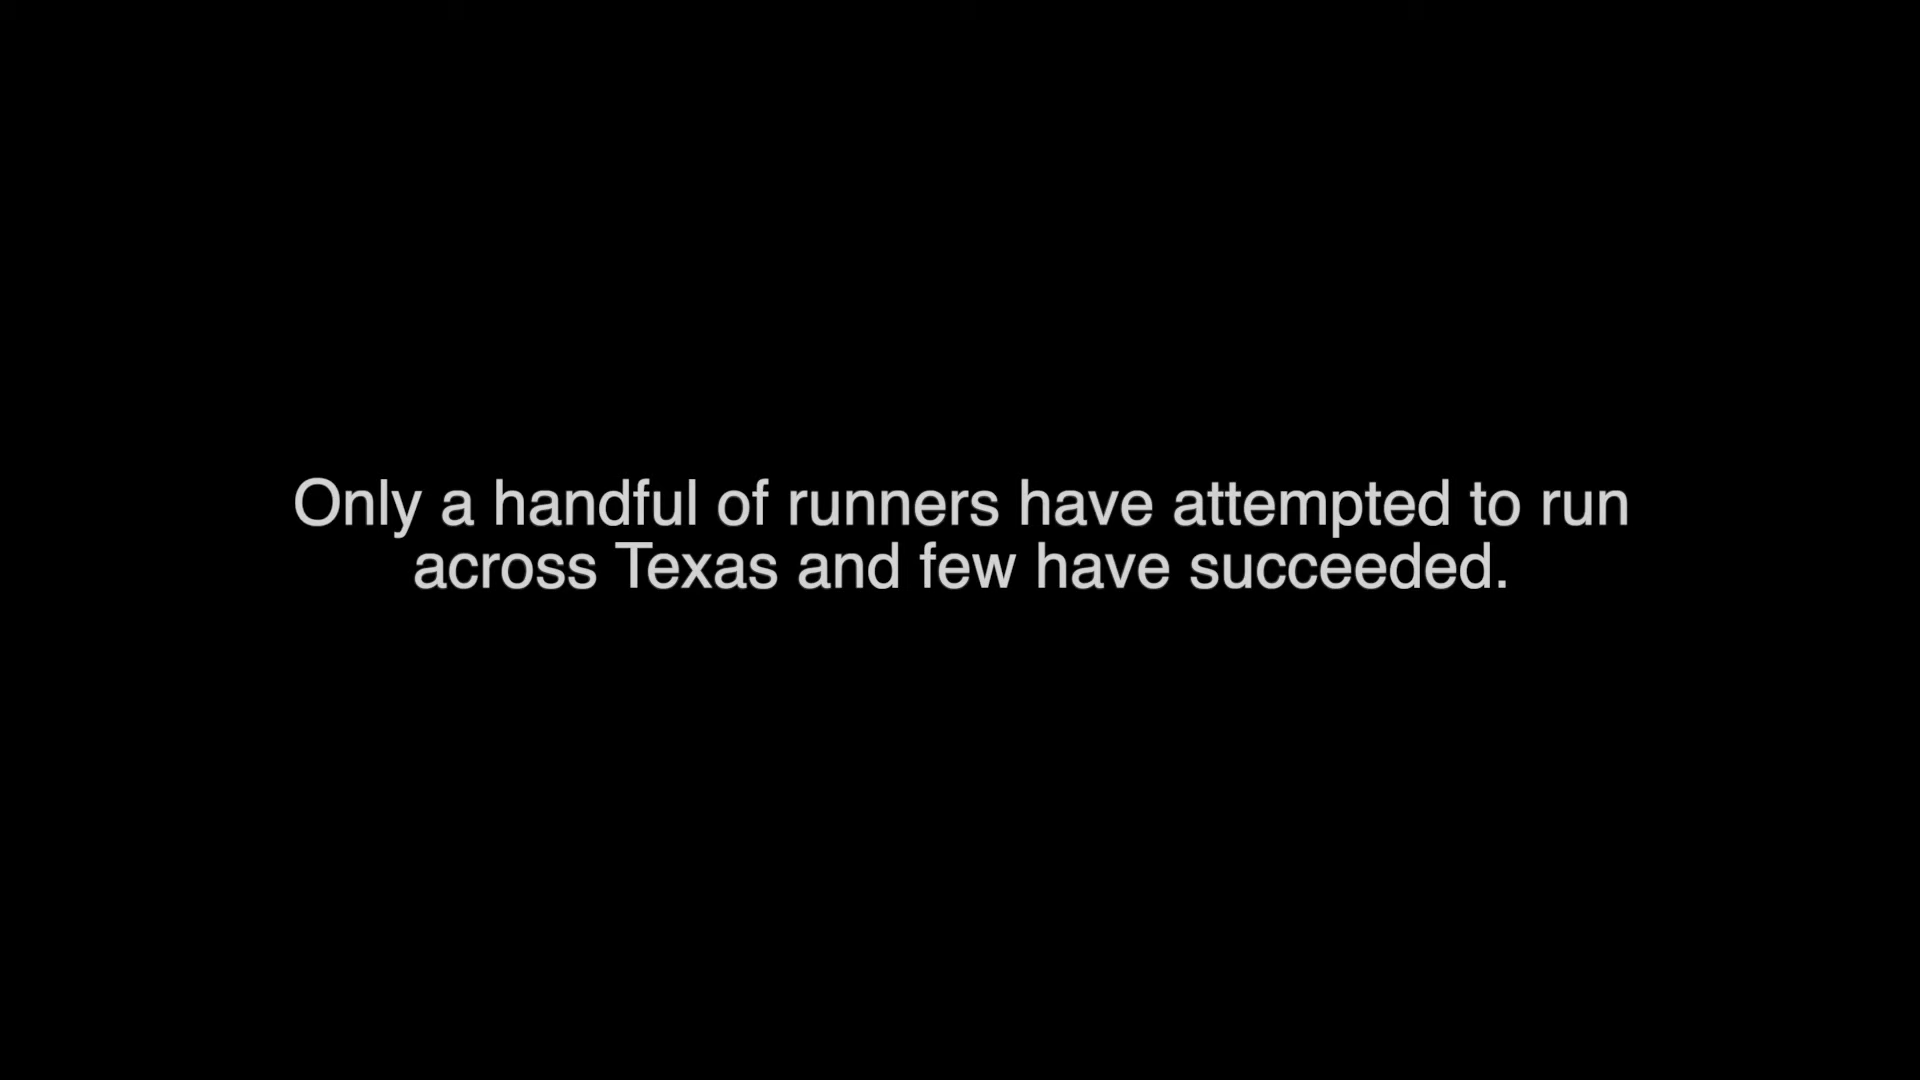 Only a handful of runners have attempted to run
across Texas and few have succeeded.